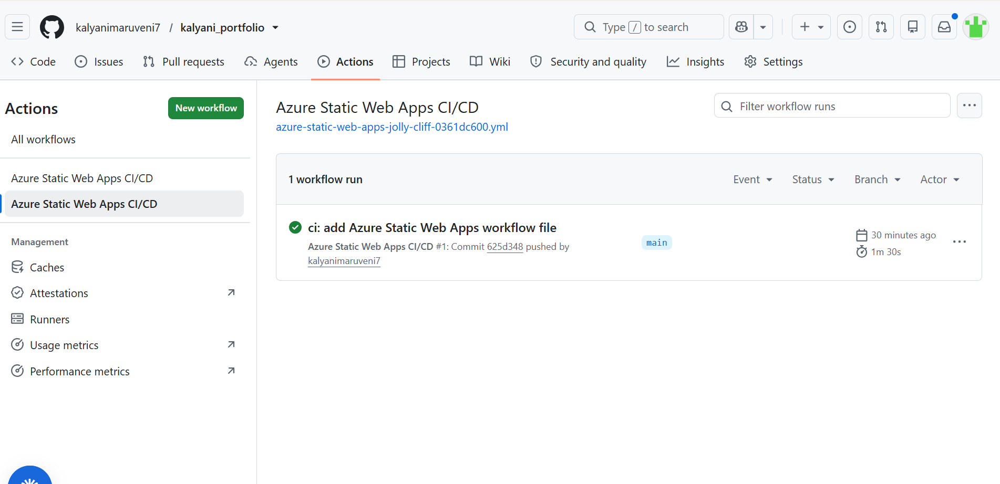 kalyanimaruveni7 / kalyani_portfolio
Type / to search
Code Issues Pull requests Agents Actions Projects Wiki Security and quality Insights Settings
Actions
New workflow
All workflows
Azure Static Web Apps CI/CD
Azure Static Web Apps CI/CD
Management
Caches
Attestations
Runners
Usage metrics
Performance metrics
Azure Static Web Apps CI/CD
azure-static-web-apps-jolly-cliff-0361dc600.yml
Filter workflow runs
1 workflow run
Event Status Branch Actor
ci: add Azure Static Web Apps workflow file
Azure Static Web Apps CI/CD #1: Commit 625d348 pushed by
kalyanimaruveni7
main
30 minutes ago
1m 30s